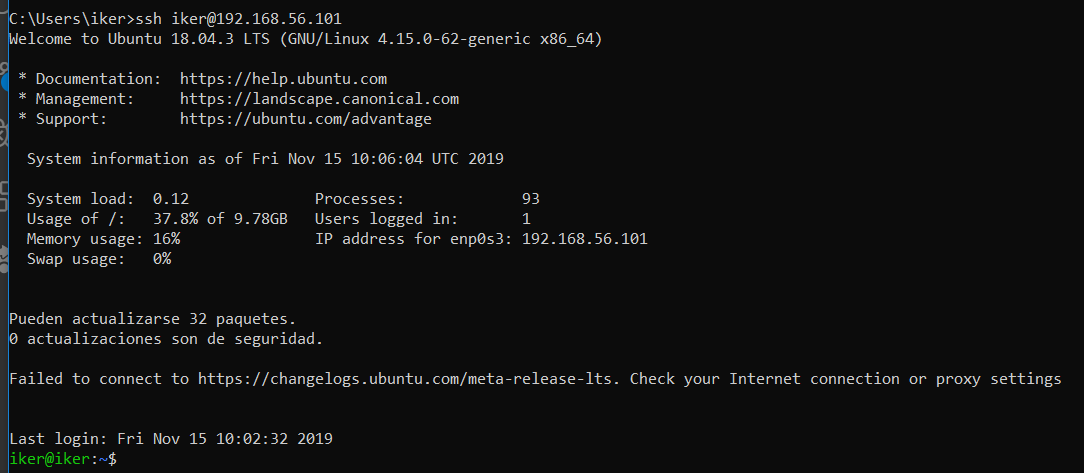 C:\Users\iker>ssh iker@192.168.56.101
Welcome to Ubuntu 18.04.3 LTS (GNU/Linux 4.15.0-62-generic x86_64)
* Documentation:  https://help.ubuntu.com
* Management:     https://landscape.canonical.com
* Support:        https://ubuntu.com/advantage
System information as of Fri Nov 15 10:06:04 UTC 2019
System load:  0.12              Processes:             93
Usage of /:   37.8% of 9.78GB   Users logged in:       1
Memory usage: 16%               IP address for enp0s3: 192.168.56.101
Swap usage:   0%
Pueden actualizarse 32 paquetes.
0 actualizaciones son de seguridad.
Failed to connect to https://changelogs.ubuntu.com/meta-release-lts. Check your Internet connection or proxy settings
Last login: Fri Nov 15 10:02:32 2019
iker@iker:~$